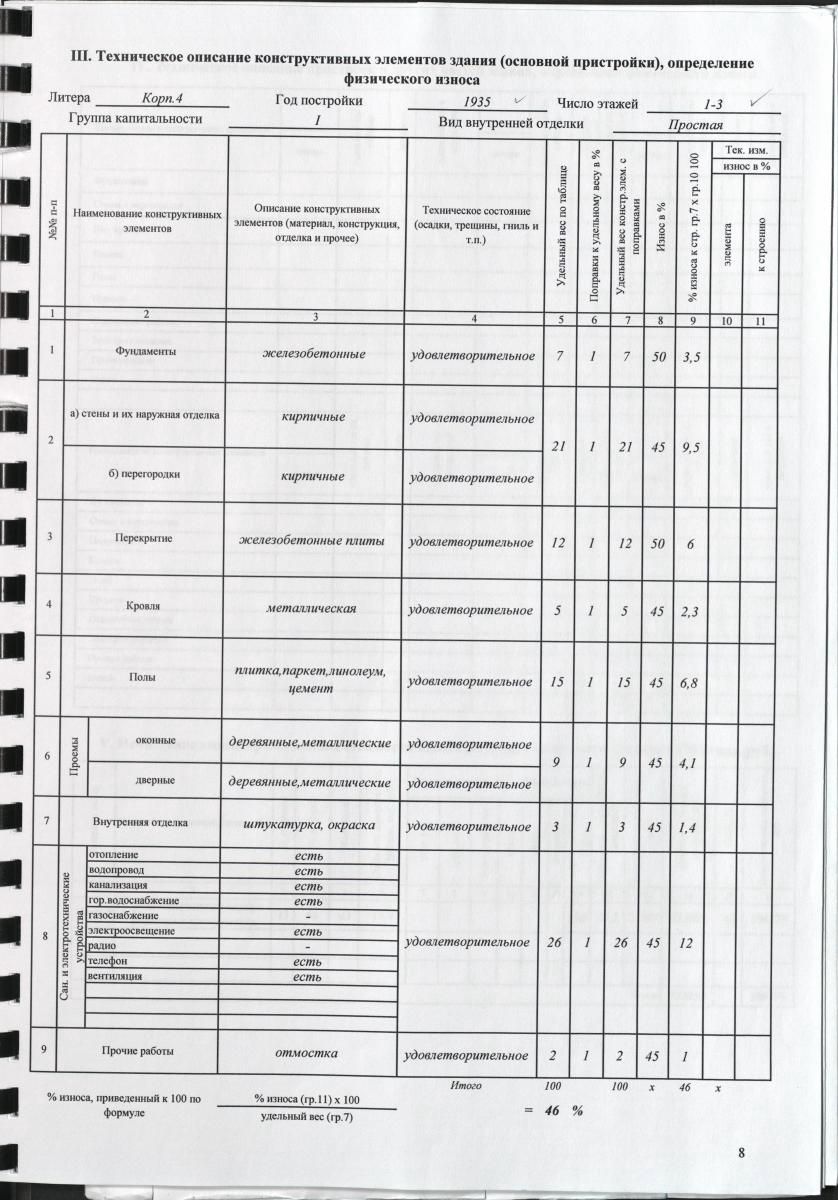 III. Техническое описание конструктивных элементов здания (основной пристройки), определение
физического износа
Литера Корп.4 Год постройки 1935 Число этажей 1-3
Группа капитальности I Вид внутренней отделки Простая
№№ п-п
Наименование конструктивных
элементов
Описание конструктивных
элементов (материал, конструкция,
отделка и прочее)
Техническое состояние
(осадки, трещины, гниль и
т.п.)
Удельный вес по таблице
Поправки к удельному весу в %
Удельный вес констр.элем. с
поправками
Износ в %
% износа к стр. гр.7 х гр.10 100
Тек. изм.
износ в %
элемента
к строению
1 2 3 4 5 6 7 8 9 10 11
1 Фундаменты железобетонные удовлетворительное 7 1 7 50 3,5
2
а) стены и их наружная отделка кирпичные удовлетворительное
21 1 21 45 9,5
б) перегородки кирпичные удовлетворительное
3 Перекрытие железобетонные плиты удовлетворительное 12 1 12 50 6
4 Кровля металлическая удовлетворительное 5 1 5 45 2,3
5 Полы плитка,паркет,линолеум,
цемент
удовлетворительное 15 1 15 45 6,8
6 Проемы
оконные деревянные,металлические удовлетворительное
9 1 9 45 4,1
дверные деревянные,металлические удовлетворительное
7 Внутренняя отделка штукатурка, окраска удовлетворительное 3 1 3 45 1,4
8
Сан. и электротехнические
устройства
отопление есть
водопровод есть
канализация есть
гор.водоснабжение есть
газоснабжение -
электроосвещение есть
радио -
телефон есть
вентиляция есть
удовлетворительное 26 1 26 45 12
9 Прочие работы отмостка удовлетворительное 2 1 2 45 1
Итого 100 100 х 46 х
% износа, приведенный к 100 по
формуле
% износа (гр.11) х 100
удельный вес (гр.7)
= 46 %
8